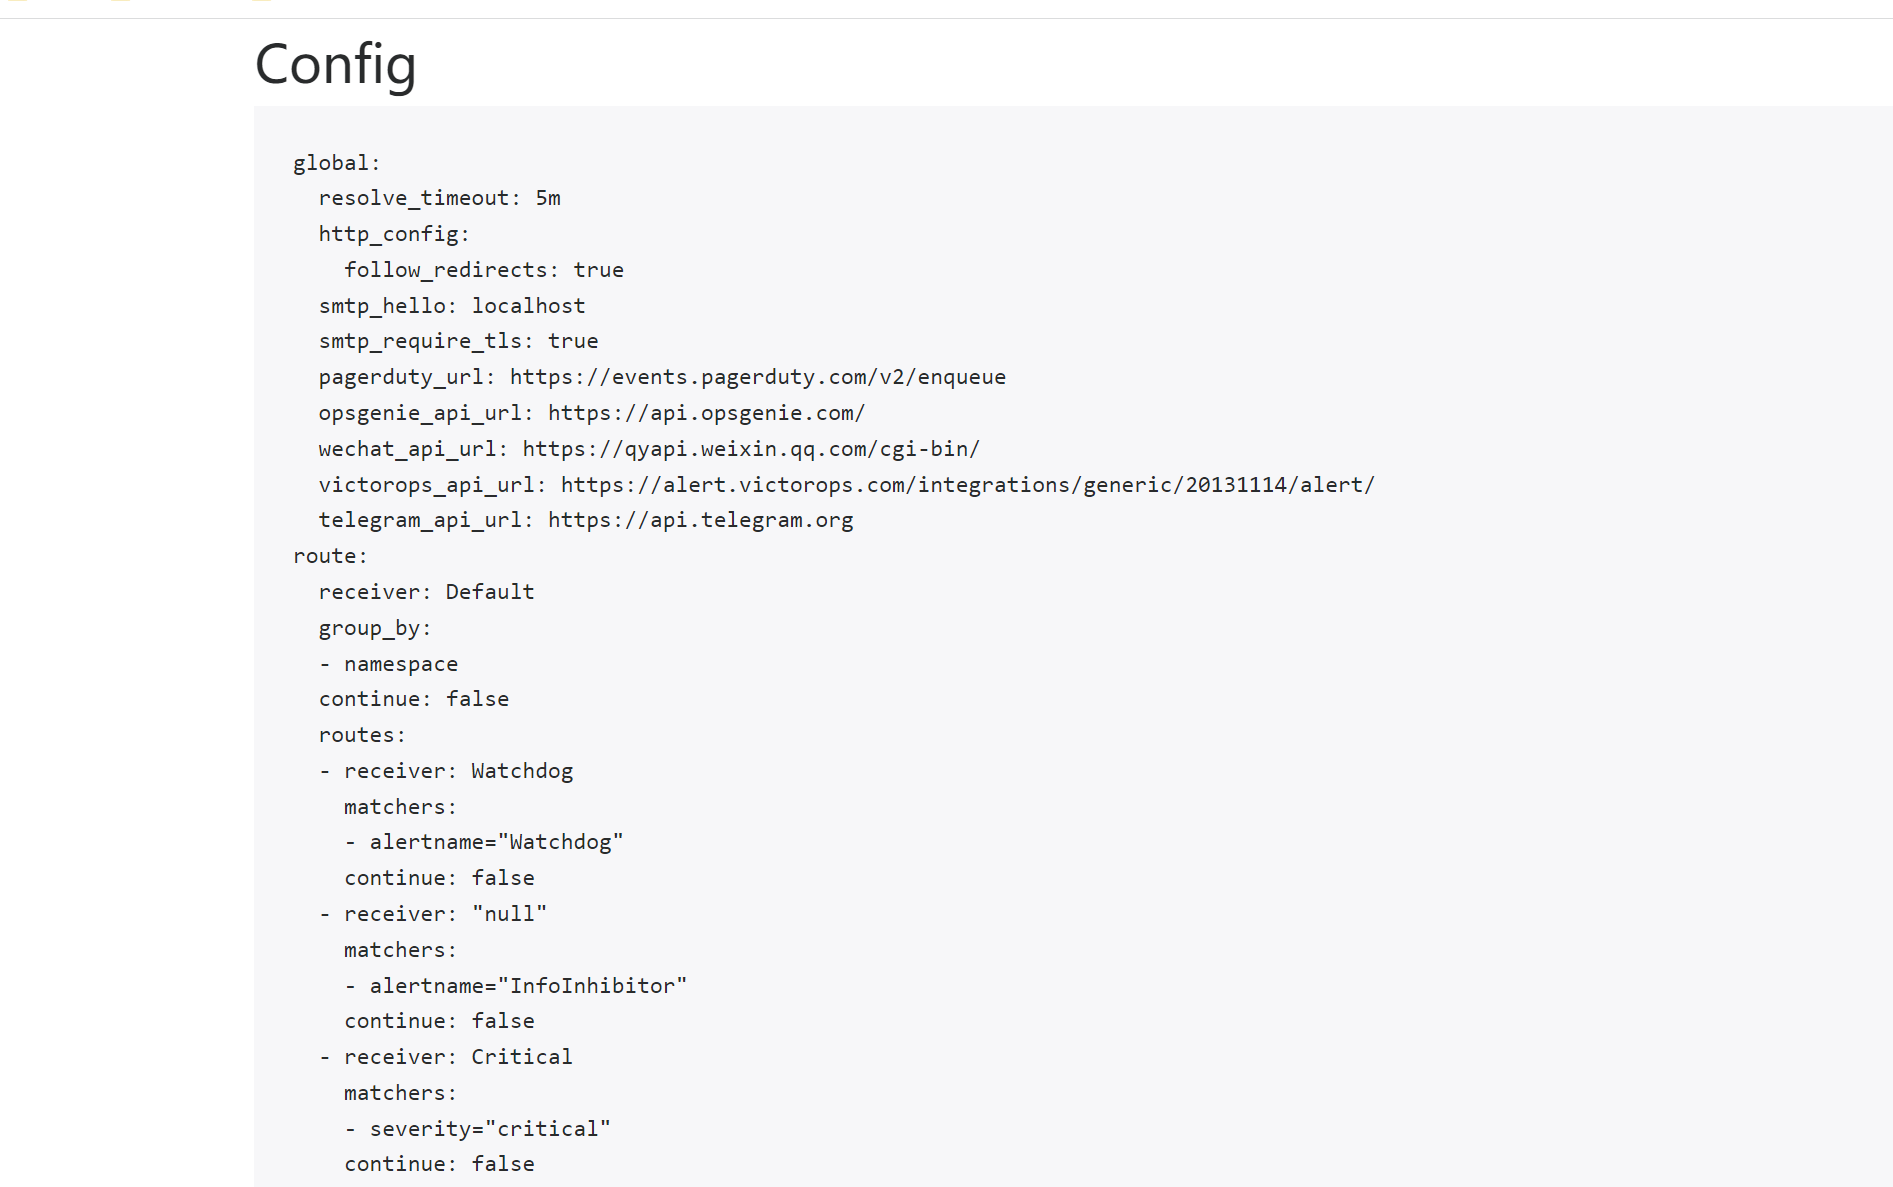 Config
global:
  resolve_timeout: 5m
  http_config:
    follow_redirects: true
  smtp_hello: localhost
  smtp_require_tls: true
  pagerduty_url: https://events.pagerduty.com/v2/enqueue
  opsgenie_api_url: https://api.opsgenie.com/
  wechat_api_url: https://qyapi.weixin.qq.com/cgi-bin/
  victorops_api_url: https://alert.victorops.com/integrations/generic/20131114/alert/
  telegram_api_url: https://api.telegram.org
route:
  receiver: Default
  group_by:
  - namespace
  continue: false
  routes:
  - receiver: Watchdog
    matchers:
    - alertname="Watchdog"
    continue: false
  - receiver: "null"
    matchers:
    - alertname="InfoInhibitor"
    continue: false
  - receiver: Critical
    matchers:
    - severity="critical"
    continue: false